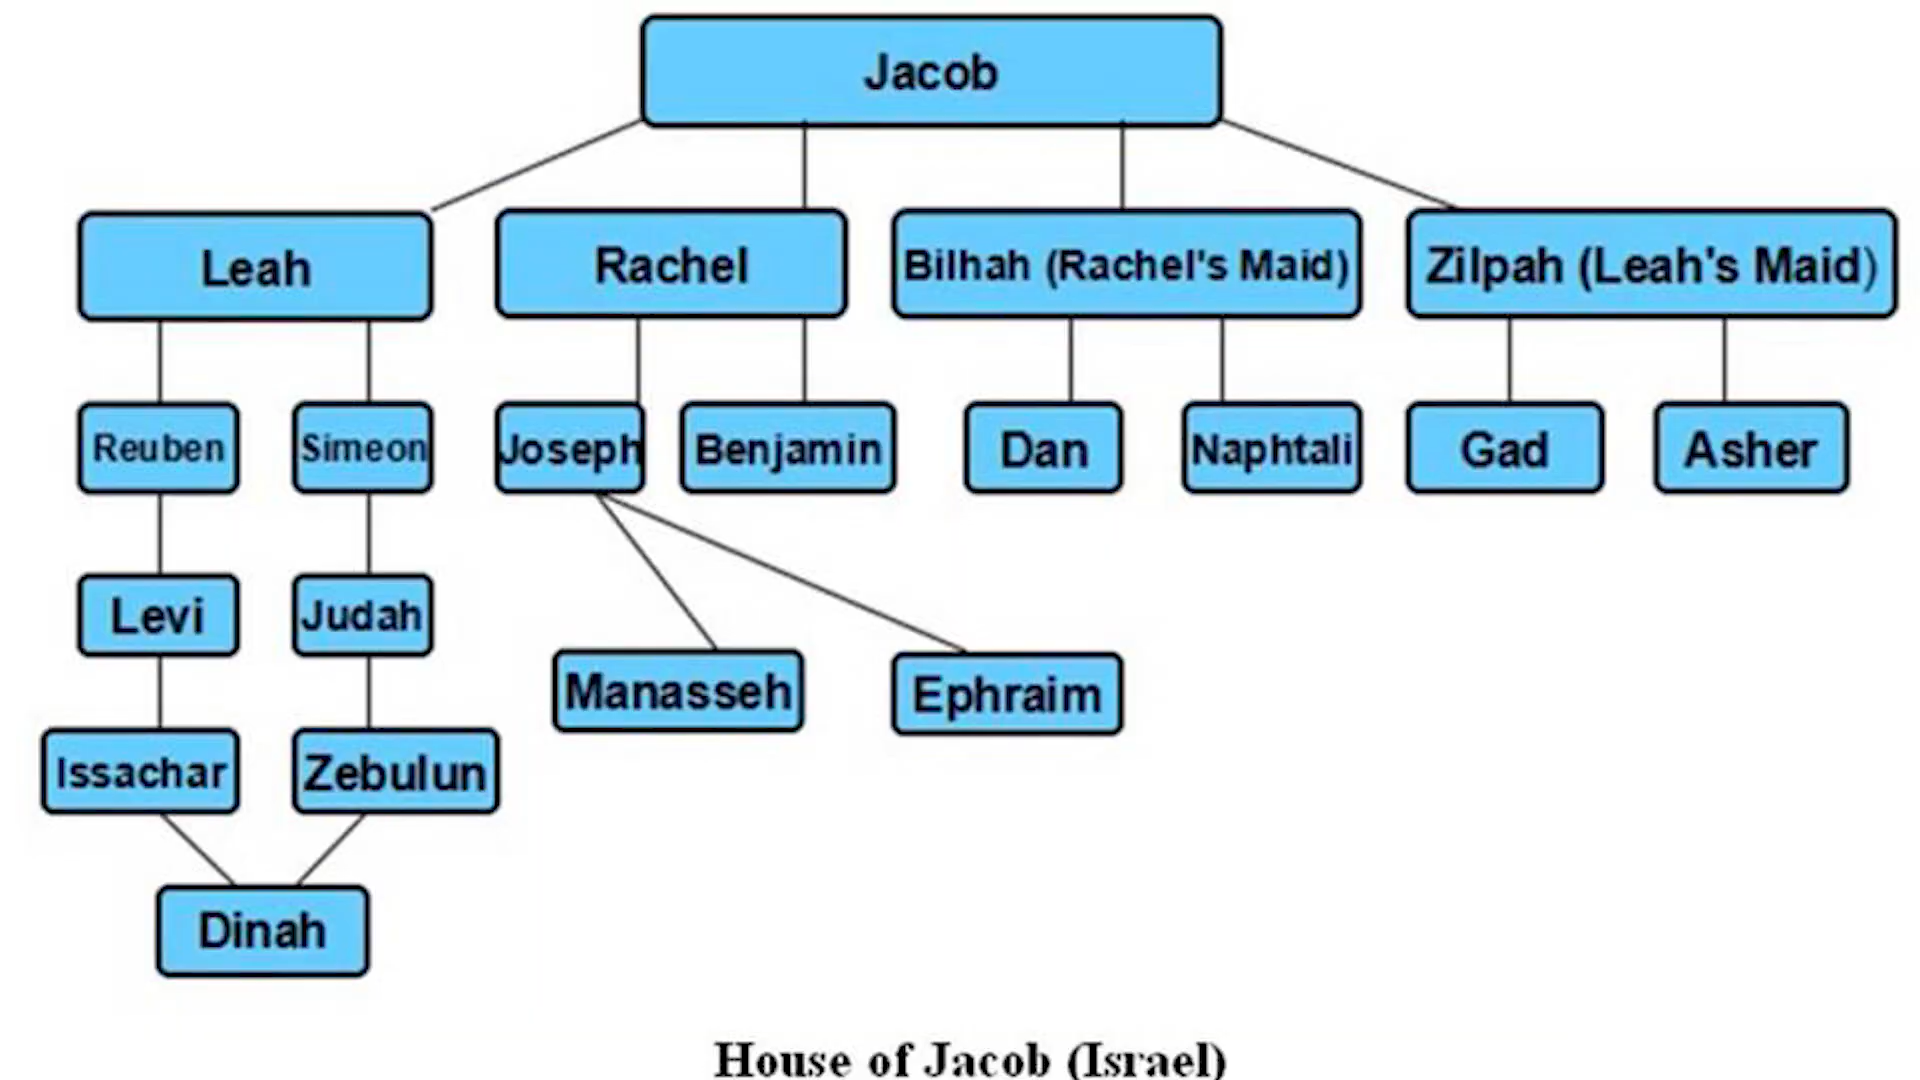 Jacob
Leah
Rachel
Bilhah (Rachel's Maid)
Zilpah (Leah's Maid)
Reuben
Simeon
Joseph
Benjamin
Dan
Naphtali
Gad
Asher
Levi
Judah
Manasseh
Ephraim
Issachar
Zebulun
Dinah
House of Jacob (Israel)